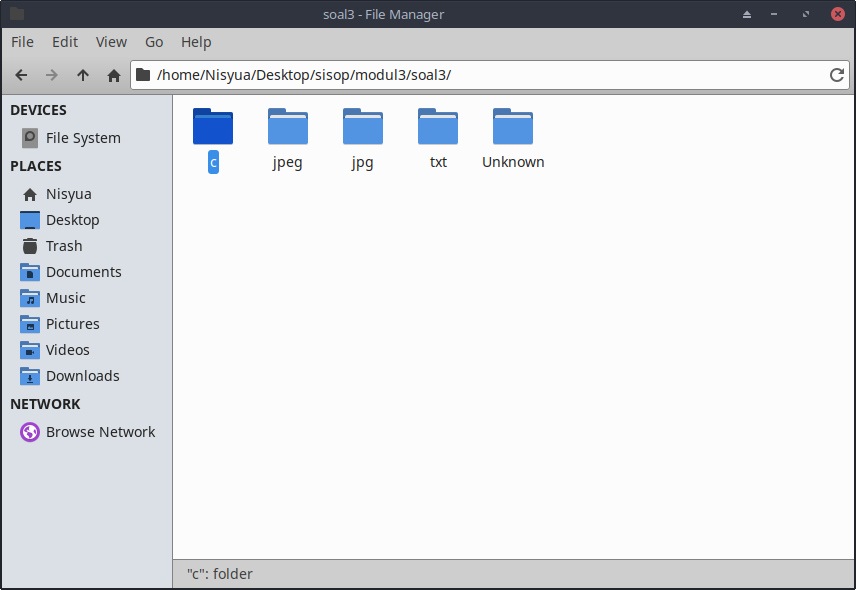 soal3 - File Manager
File Edit View Go Help
/home/Nisyua/Desktop/sisop/modul3/soal3/
DEVICES
File System
PLACES
Nisyua
Desktop
Trash
Documents
Music
Pictures
Videos
Downloads
NETWORK
Browse Network
c jpeg jpg txt Unknown
"c": folder